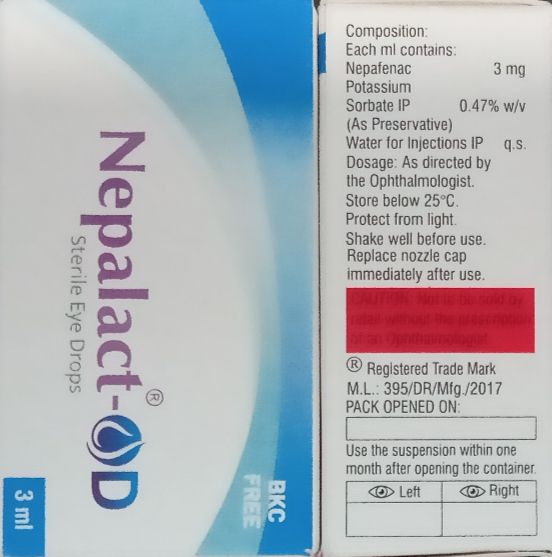 Nepalact-OD®
Sterile Eye Drops
BKC
FREE
3 ml
Composition:
Each ml contains:
Nepafenac 3 mg
Potassium
Sorbate IP 0.47% w/v
(As Preservative)
Water for Injections IP q.s.
Dosage: As directed by
the Ophthalmologist.
Store below 25°C.
Protect from light.
Shake well before use.
Replace nozzle cap
immediately after use.
CAUTION: Not to be sold by
retail without the prescription
of an Ophthalmologist.
® Registered Trade Mark
M.L.: 395/DR/Mfg./2017
PACK OPENED ON:
Use the suspension within one
month after opening the container.
Left Right